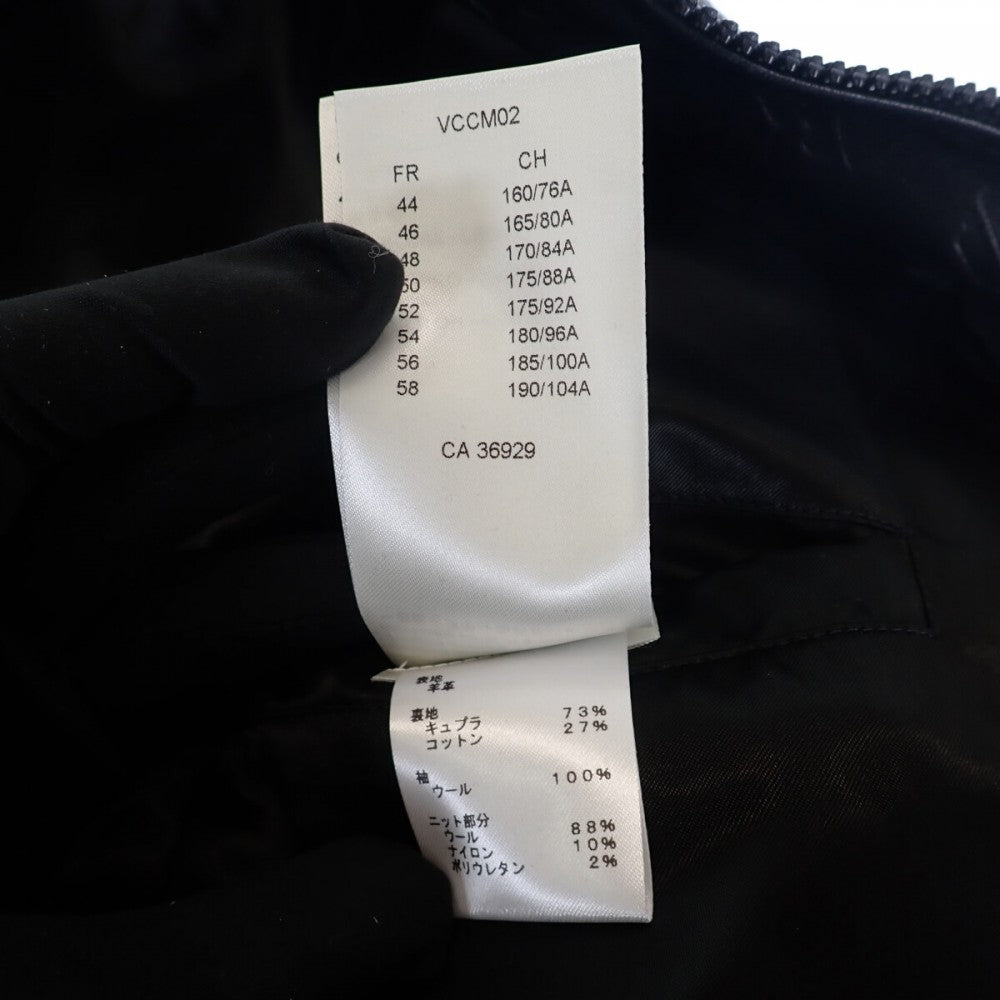 VCCM02
FR CH
44 160/76A
46 165/80A
48 170/84A
50 175/88A
52 175/92A
54 180/96A
56 185/100A
58 190/104A
CA 36929
表地
羊革
裏地
キュプラ 73%
コットン 27%
袖
ウール 100%
ニット部分
ウール 88%
ナイロン 10%
ポリウレタン 2%